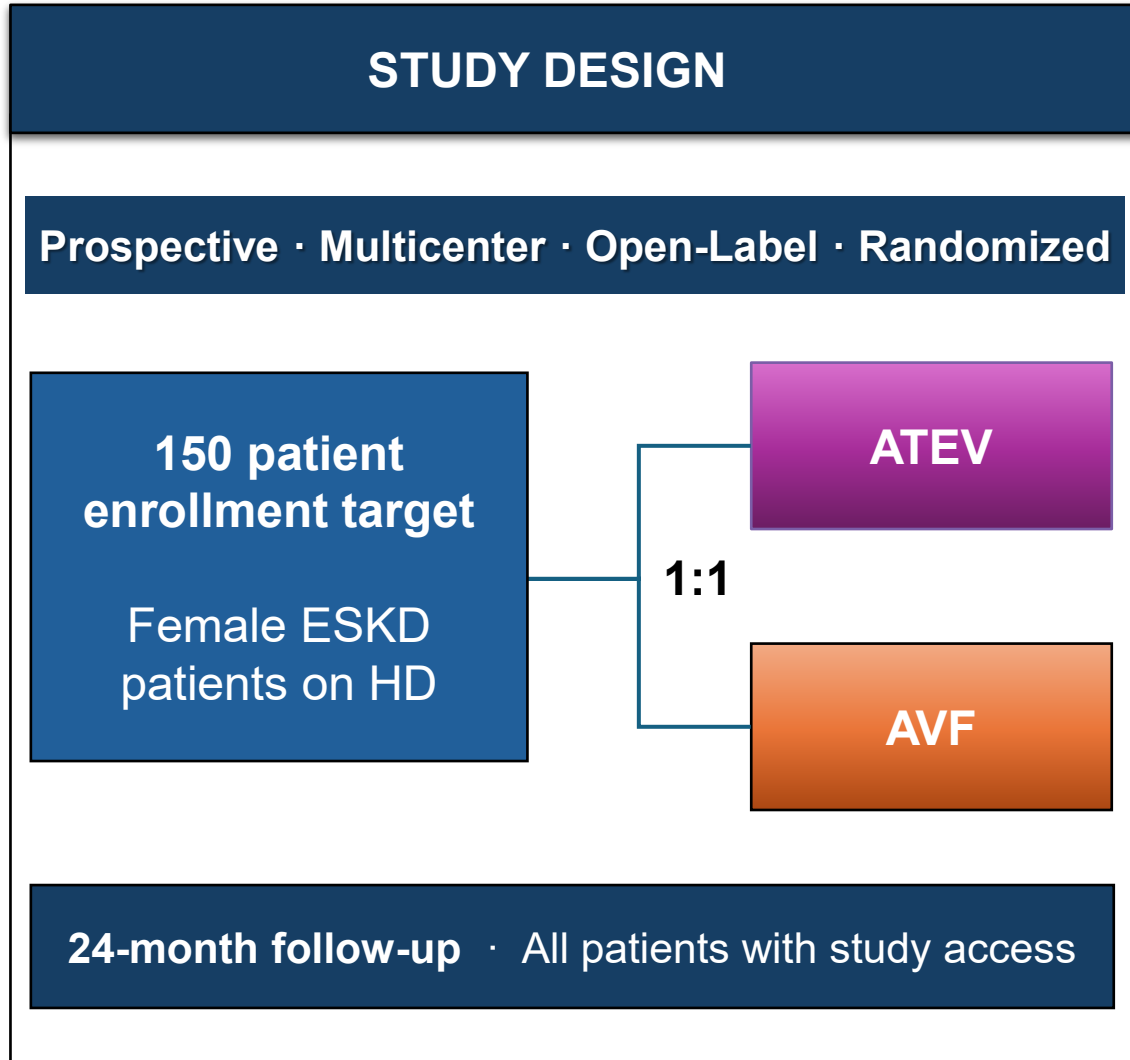 STUDY DESIGN
Prospective · Multicenter · Open-Label · Randomized
150 patient
enrollment target
Female ESKD
patients on HD
ATEV
1:1
AVF
24-month follow-up · All patients with study access